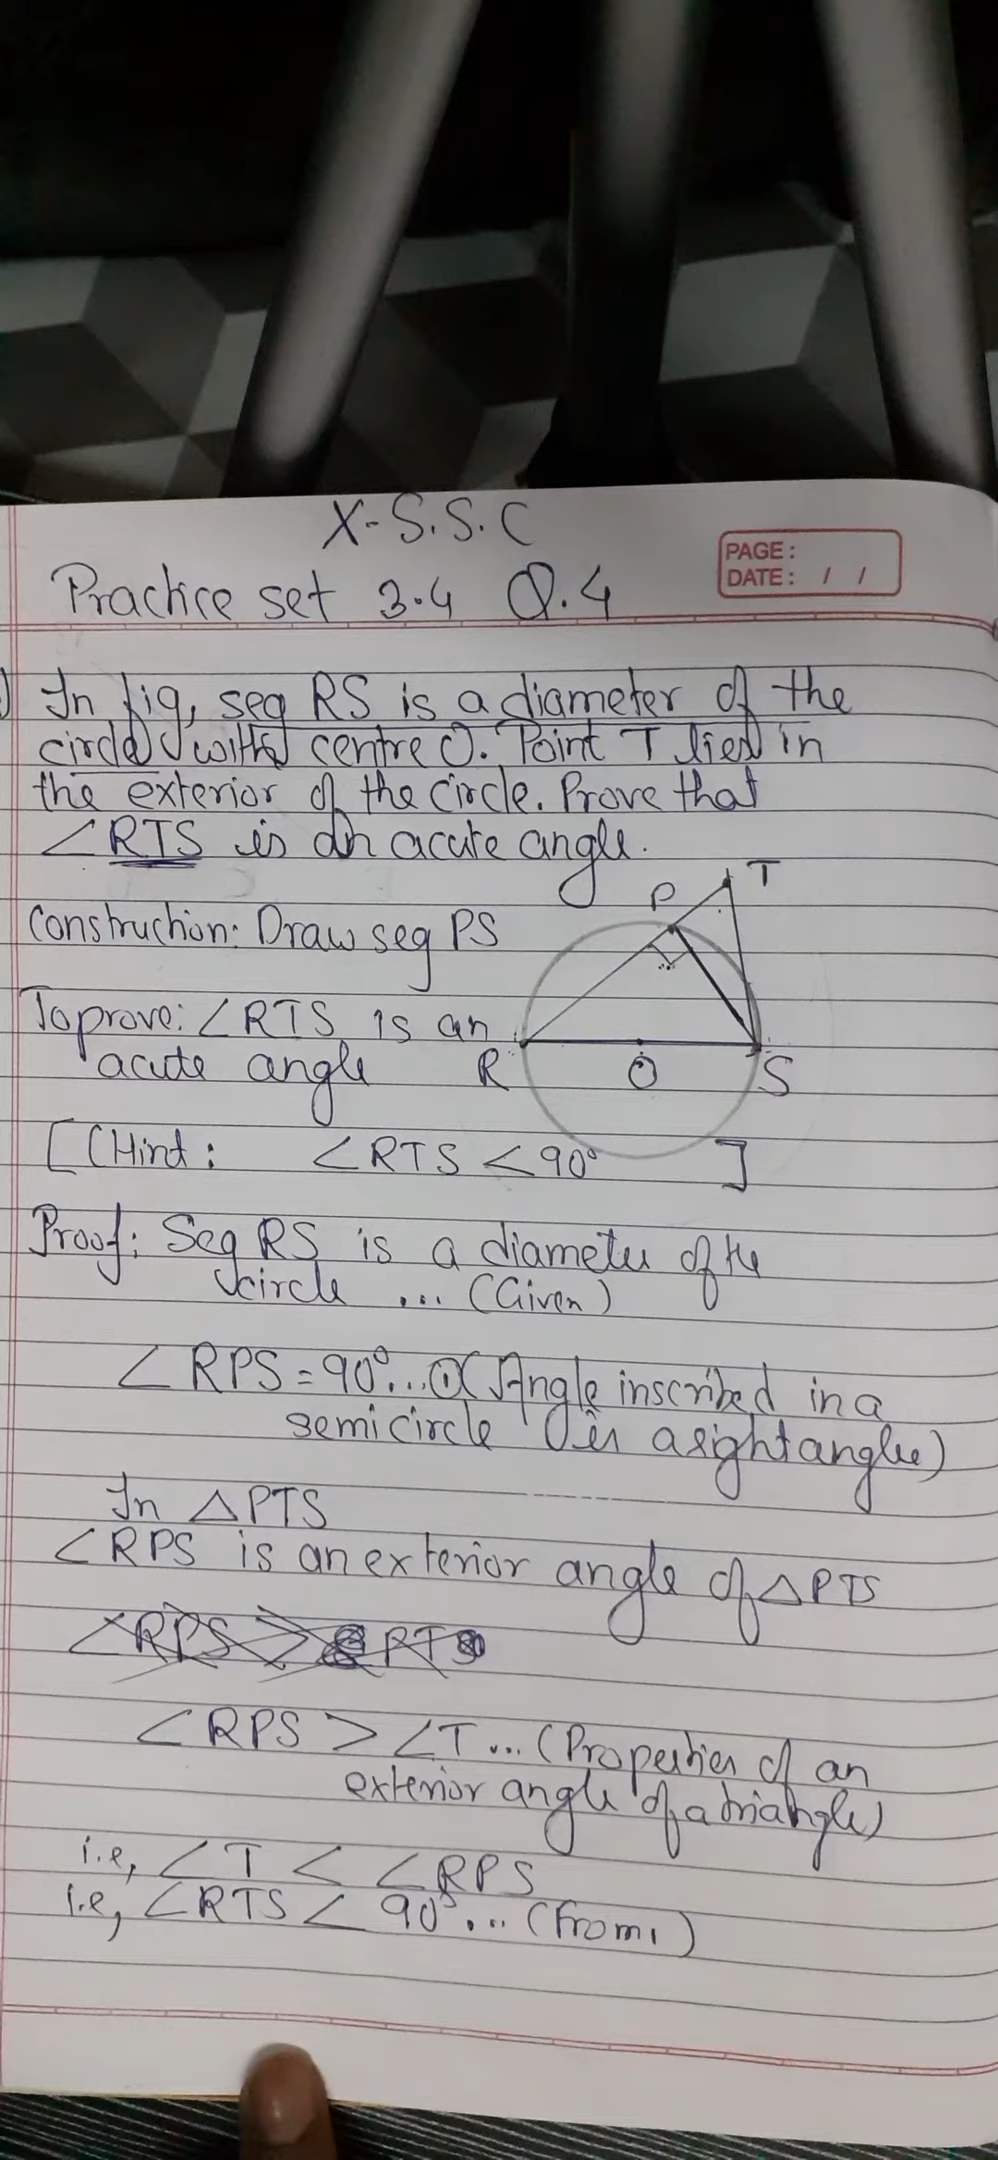 X-S.S.C
PAGE:
DATE: / /
Practice set 3.4 Q.4
) In fig, seg RS is a diameter of the
circle with centre O. Point T lies in
the exterior of the circle. Prove that
∠RTS is an acute angle.
T
P
Construction: Draw seg PS
To prove: ∠RTS is an
acute angle
R O S
[(Hint: ∠RTS < 90° ]
Proof: Seg RS is a diameter of the
circle ... (Given)
∠RPS = 90°...①(Angle inscribed in a
semicircle is a right angle)
In △PTS
∠RPS is an exterior angle of △PTS
∠RPS > RTS
∠RPS > ∠T... (Properties of an
exterior angle of a triangle)
i.e, ∠T < ∠RPS
i.e, ∠RTS < 90°... (From 1)